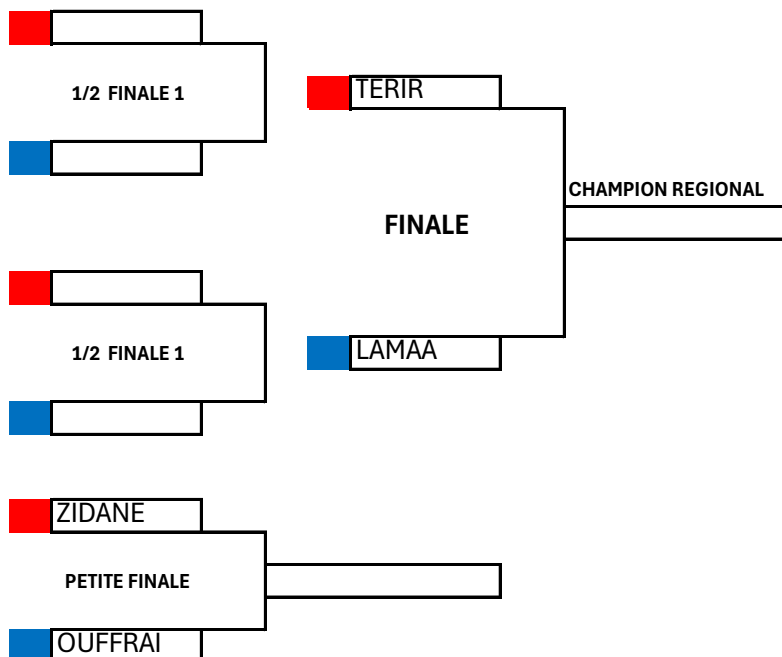 1/2 FINALE 1
TERIR
CHAMPION REGIONAL
FINALE
1/2 FINALE 1
LAMAA
ZIDANE
PETITE FINALE
OUFFRAI